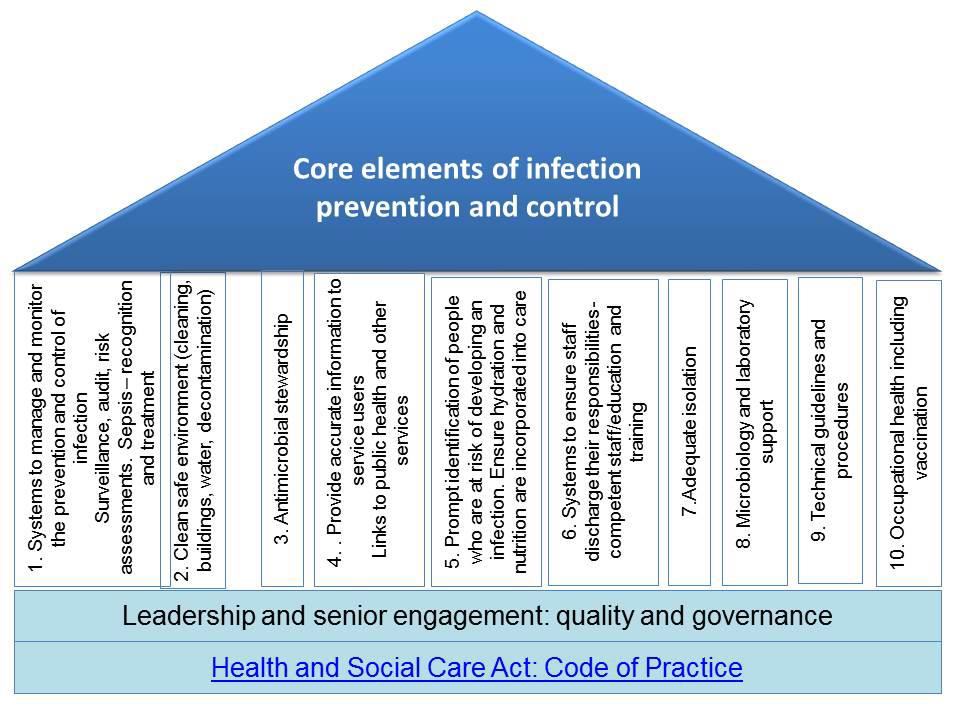 Core elements of infection
prevention and control
1. Systems to manage and monitor
the prevention and control of
infection
Surveillance, audit, risk
assessments. Sepsis – recognition
and treatment
2. Clean safe environment (cleaning,
buildings, water, decontamination)
3. Antimicrobial stewardship
4. . Provide accurate information to
service users
Links to public health and other
services
5. Prompt identification of people
who are at risk of developing an
infection. Ensure hydration and
nutrition are incorporated into care
6. Systems to ensure staff
discharge their responsibilities-
competent staff/education and
training
7.Adequate isolation
8. Microbiology and laboratory
support
9. Technical guidelines and
procedures
10. Occupational health including
vaccination
Leadership and senior engagement: quality and governance
Health and Social Care Act: Code of Practice